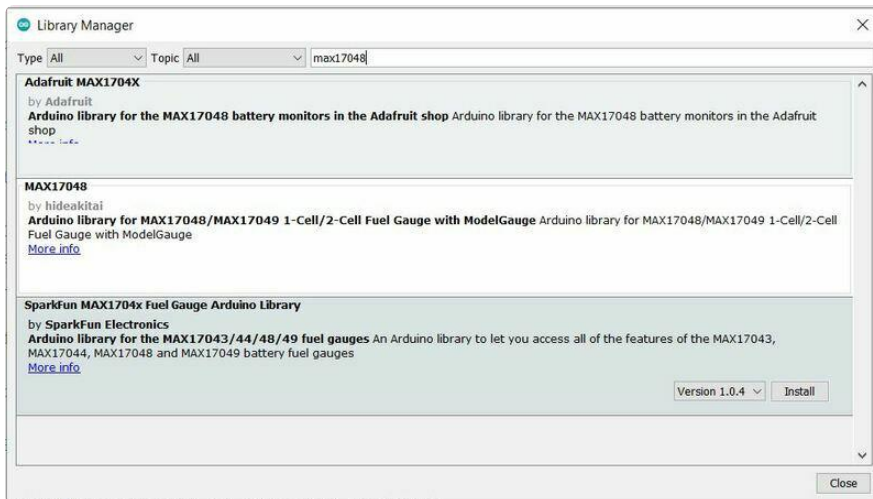 Library Manager
Type All Topic All max17048
Adafruit MAX1704X
by Adafruit
Arduino library for the MAX17048 battery monitors in the Adafruit shop Arduino library for the MAX17048 battery monitors in the Adafruit
shop
More info
MAX17048
by hideakitai
Arduino library for MAX17048/MAX17049 1-Cell/2-Cell Fuel Gauge with ModelGauge Arduino library for MAX17048/MAX17049 1-Cell/2-Cell
Fuel Gauge with ModelGauge
More info
SparkFun MAX1704x Fuel Gauge Arduino Library
by SparkFun Electronics
Arduino library for the MAX17043/44/48/49 fuel gauges An Arduino library to let you access all of the features of the MAX17043,
MAX17044, MAX17048 and MAX17049 battery fuel gauges
More info
Version 1.0.4 Install
Close